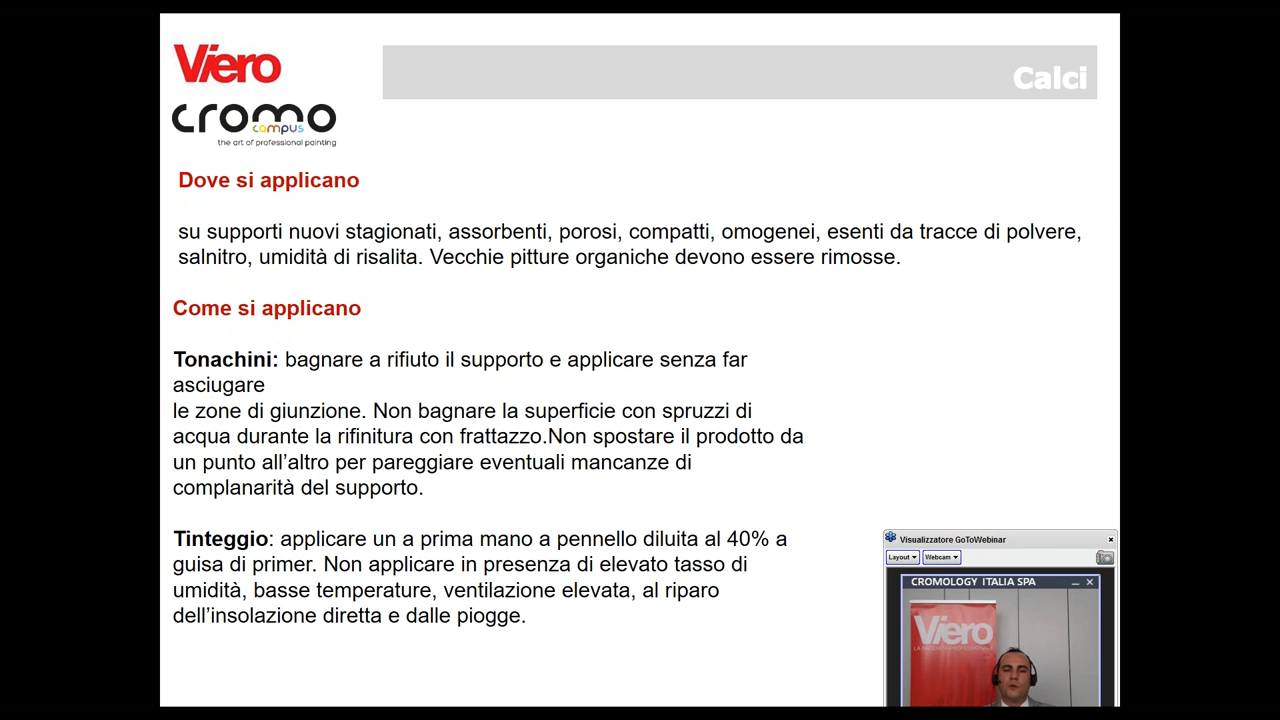 Viero
cromo
campus
the art of professional painting
Calci
Dove si applicano
su supporti nuovi stagionati, assorbenti, porosi, compatti, omogenei, esenti da tracce di polvere,
salnitro, umidità di risalita. Vecchie pitture organiche devono essere rimosse.
Come si applicano
Tonachini: bagnare a rifiuto il supporto e applicare senza far
asciugare
le zone di giunzione. Non bagnare la superficie con spruzzi di
acqua durante la rifinitura con frattazzo.Non spostare il prodotto da
un punto all’altro per pareggiare eventuali mancanze di
complanarità del supporto.
Tinteggio: applicare un a prima mano a pennello diluita al 40% a
guisa di primer. Non applicare in presenza di elevato tasso di
umidità, basse temperature, ventilazione elevata, al riparo
dell’insolazione diretta e dalle piogge.
Visualizzatore GoToWebinar
Layout
Webcam
CROMOLOGY ITALIA SPA
Viero